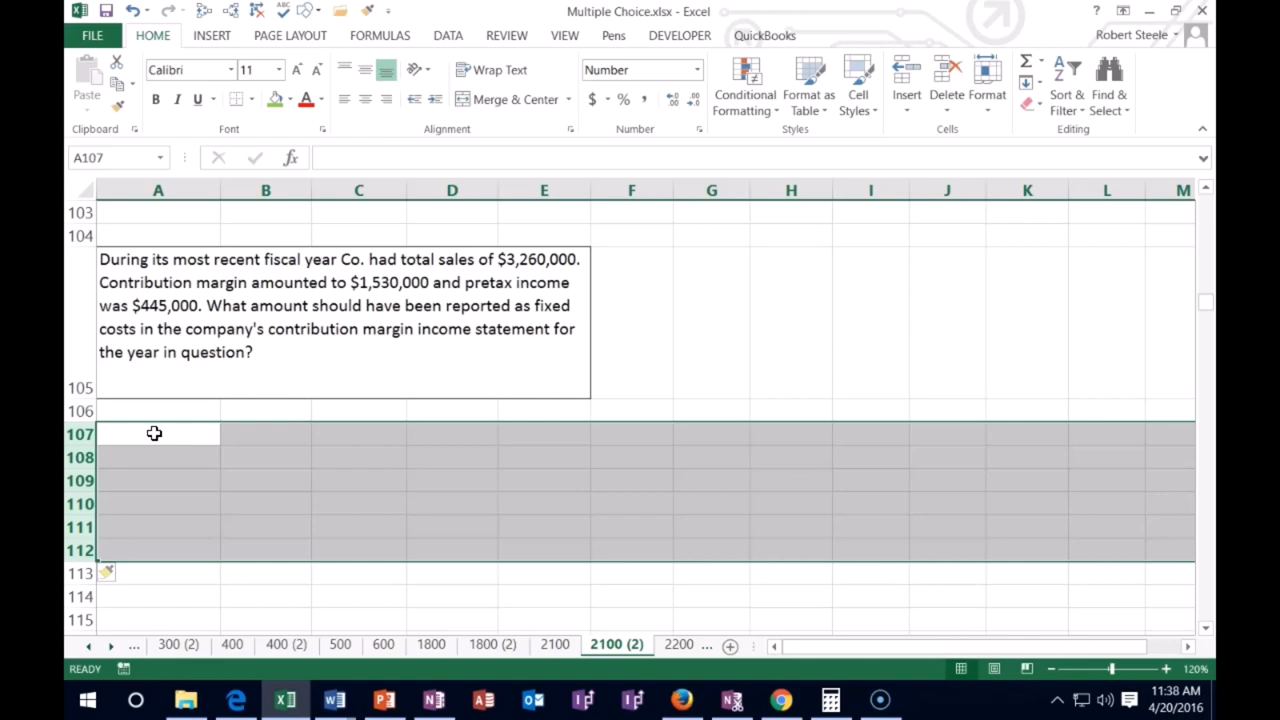 Multiple Choice.xlsx - Excel
?
FILE HOME INSERT PAGE LAYOUT FORMULAS DATA REVIEW VIEW Pens DEVELOPER QuickBooks Robert Steele
Paste
Calibri 11
B I U
Wrap Text
Merge & Center
Number
$ % ,
Conditional Formatting
Format as Table
Cell Styles
Insert
Delete
Format
Sort & Filter
Find & Select
Clipboard Font Alignment Number Styles Cells Editing
A107 fx
A B C D E F G H I J K L M
103
104
During its most recent fiscal year Co. had total sales of $3,260,000.
Contribution margin amounted to $1,530,000 and pretax income
was $445,000. What amount should have been reported as fixed
costs in the company's contribution margin income statement for
the year in question?
105
106
107
108
109
110
111
112
113
114
115
... 300 (2) 400 400 (2) 500 600 1800 1800 (2) 2100 2100 (2) 2200 ...
READY 120%
11:38 AM
4/20/2016